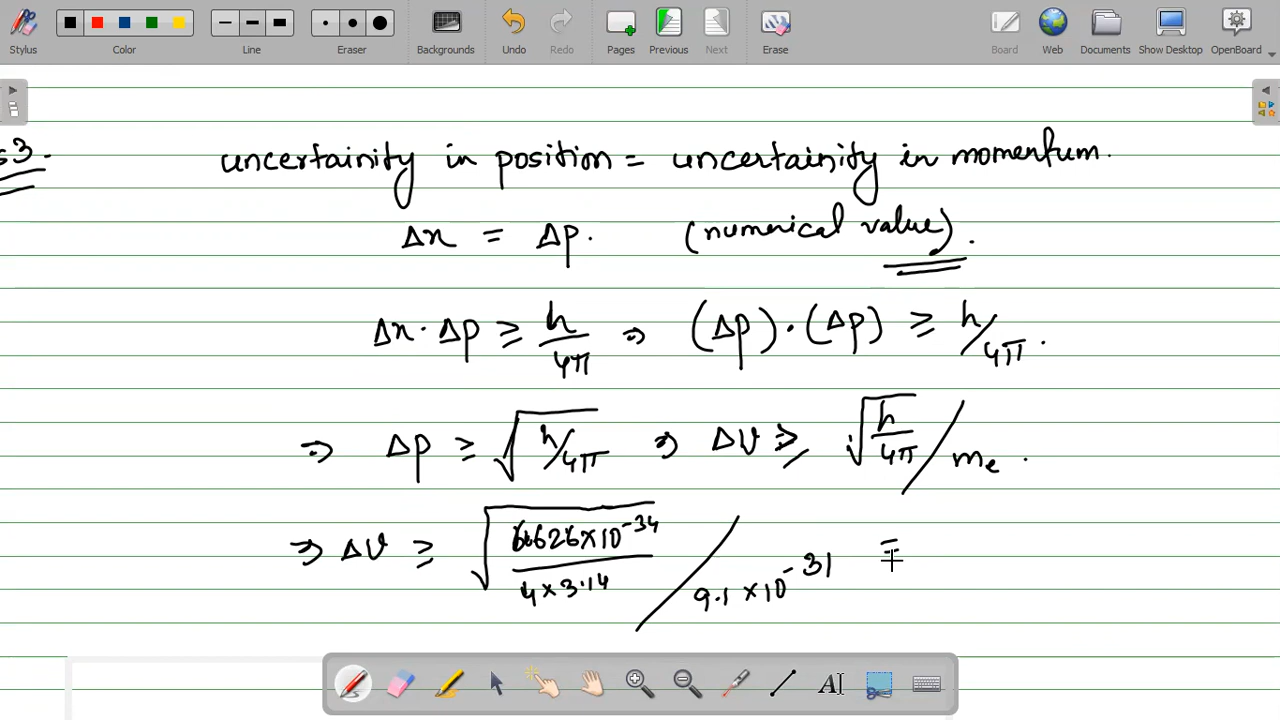 Stylus Color Line Eraser Backgrounds Undo Redo Pages Previous Next Erase Board Web Documents Show Desktop OpenBoard
s3.
uncertainity in position = uncertainity in momentum.
Δx = Δp. (numerical value).
Δx · Δp ≥ h/4π ⇒ (Δp) · (Δp) ≥ h/4π.
⇒ Δp ≥ √(h/4π) ⇒ Δv ≥ √(h/4π) / me .
⇒ Δv ≥ √(6.626×10⁻³⁴ / 4×3.14) / 9.1×10⁻³¹ =